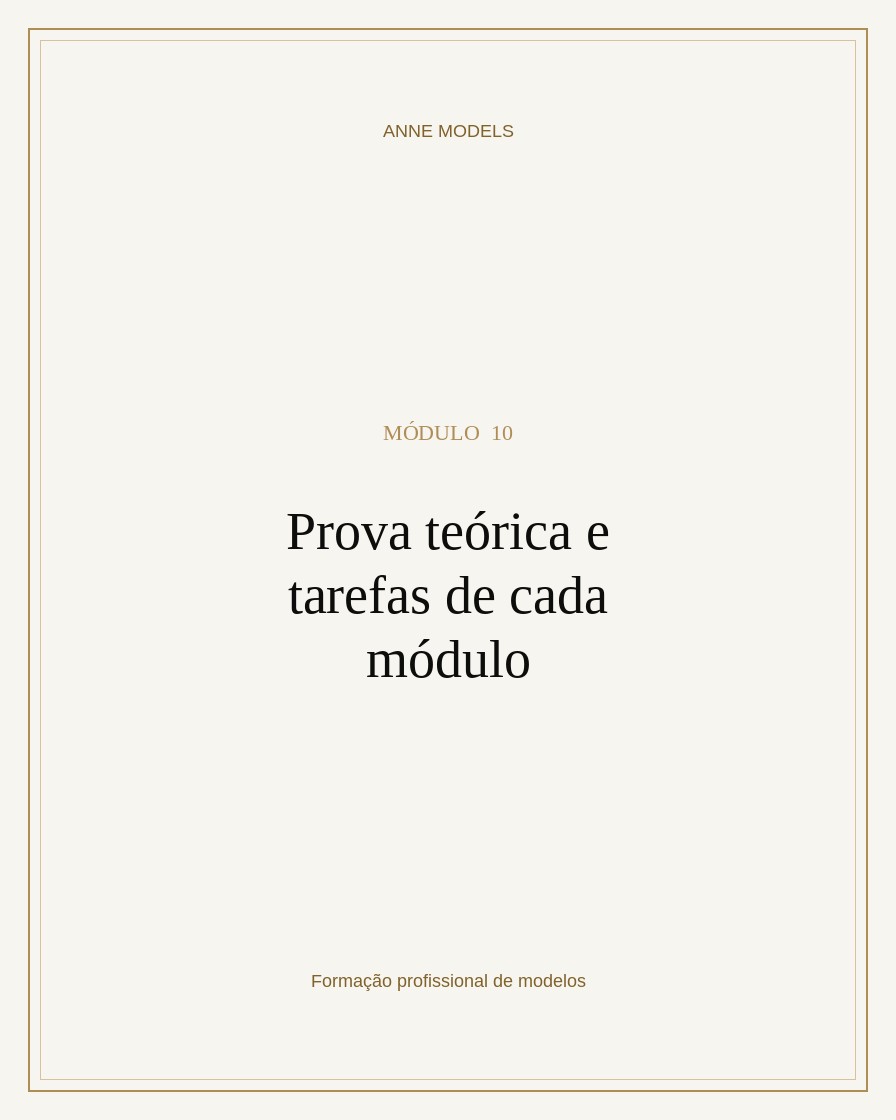 ANNE MODELS
MÓDULO 10
Prova teórica e
tarefas de cada
módulo
Formação profissional de modelos